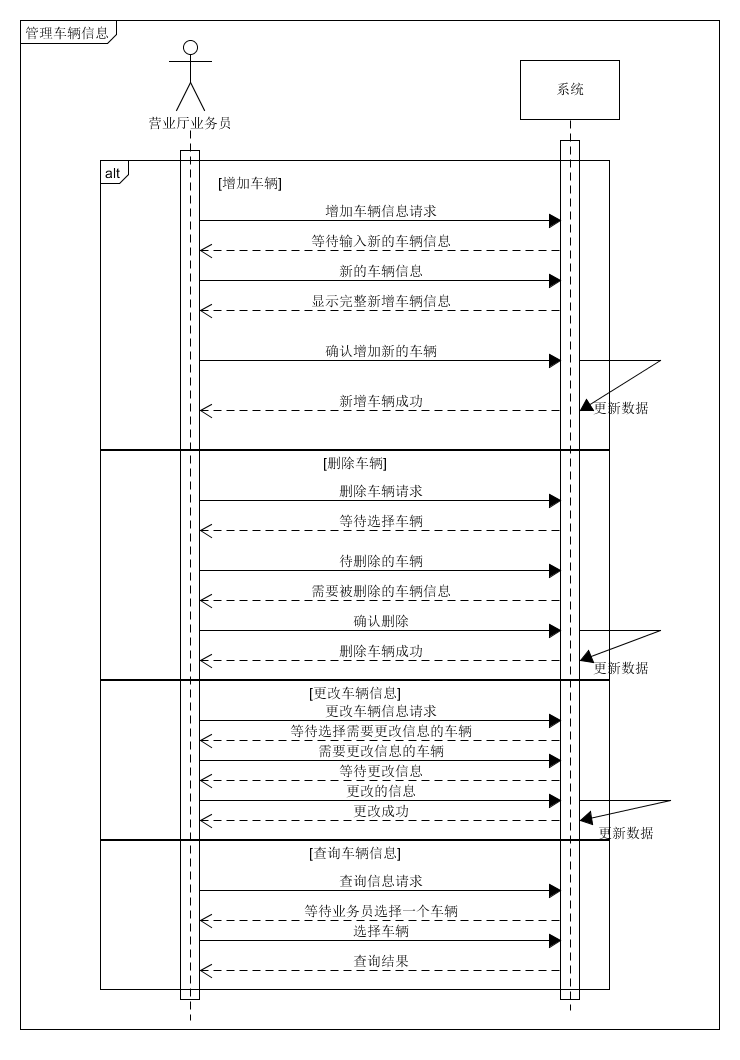 管理车辆信息
营业厅业务员
系统
alt
[增加车辆]
增加车辆信息请求
等待输入新的车辆信息
新的车辆信息
显示完整新增车辆信息
确认增加新的车辆
新增车辆成功
更新数据
[删除车辆]
删除车辆请求
等待选择车辆
待删除的车辆
需要被删除的车辆信息
确认删除
删除车辆成功
更新数据
[更改车辆信息]
更改车辆信息请求
等待选择需要更改信息的车辆
需要更改信息的车辆
等待更改信息
更改的信息
更改成功
更新数据
[查询车辆信息]
查询信息请求
等待业务员选择一个车辆
选择车辆
查询结果